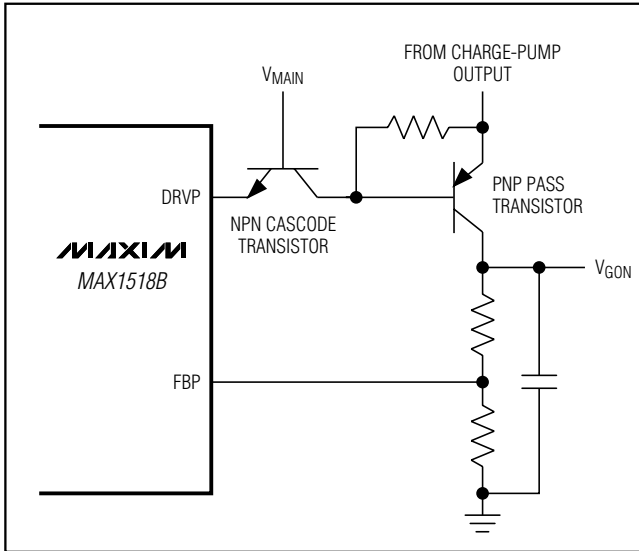 FROM CHARGE-PUMP
OUTPUT
VMAIN
DRVP
NPN CASCODE
TRANSISTOR
PNP PASS
TRANSISTOR
MAXIM
MAX1518B
VGON
FBP